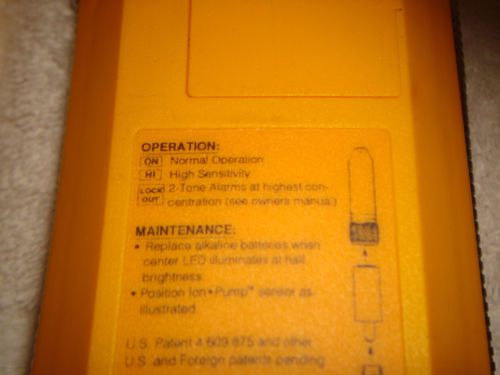 OPERATION:
ON Normal Operation
HI High Sensitivity
LOCK OUT 2-Tone Alarms at highest con-
centration (see owners manual)
MAINTENANCE:
• Replace alkaline batteries when
center LED illuminates at half
brightness.
• Position Ion•Pump™ sensor as
illustrated.
U.S. Patent 4,609,875 and other
U.S. and Foreign patents pending